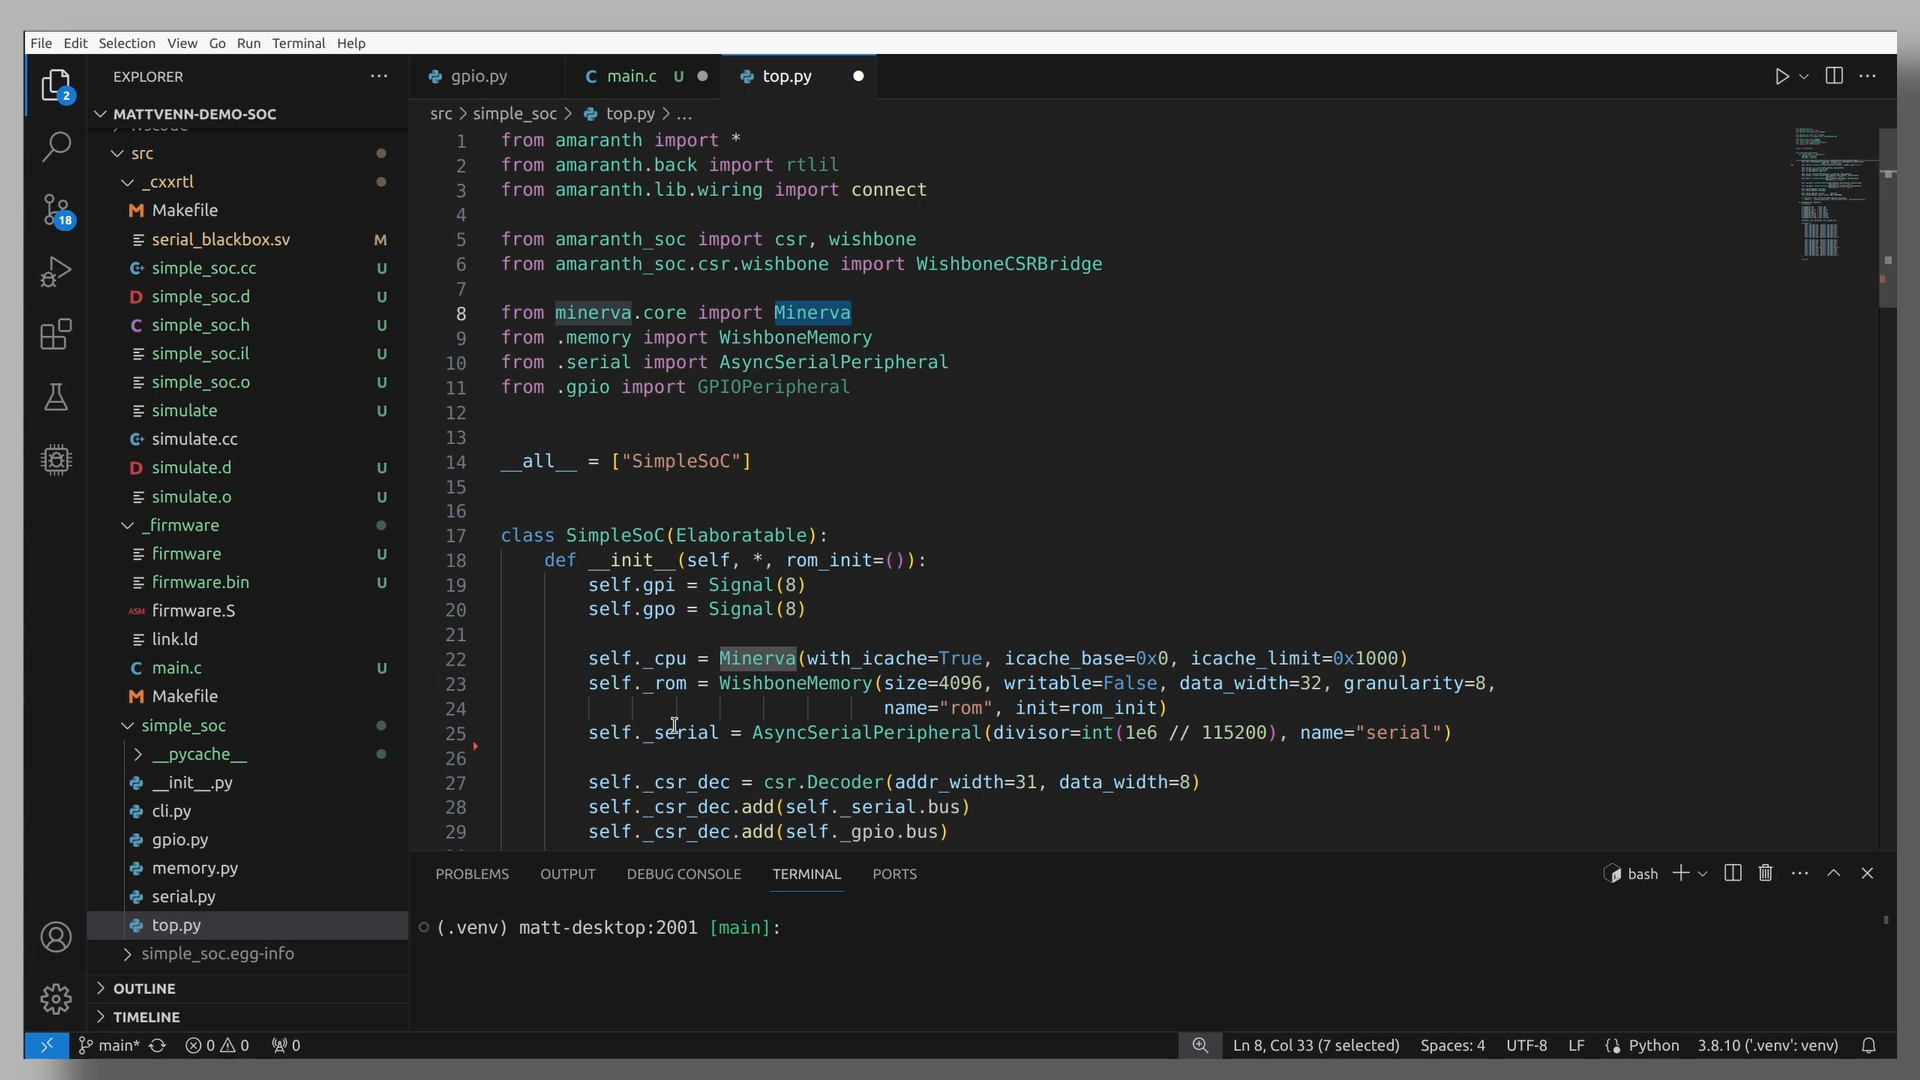 File Edit Selection View Go Run Terminal Help
EXPLORER
2
18
MATTVENN-DEMO-SOC
.vscode
src
_cxxrtl
Makefile
serial_blackbox.sv M
simple_soc.cc U
simple_soc.d U
simple_soc.h U
simple_soc.il U
simple_soc.o U
simulate U
simulate.cc
simulate.d U
simulate.o U
_firmware
firmware U
firmware.bin U
firmware.S
link.ld
main.c U
Makefile
simple_soc
__pycache__
__init__.py
cli.py
gpio.py
memory.py
serial.py
top.py
simple_soc.egg-info
OUTLINE
TIMELINE
gpio.py main.c U top.py
src > simple_soc > top.py > ...
1 from amaranth import *
2 from amaranth.back import rtlil
3 from amaranth.lib.wiring import connect
4
5 from amaranth_soc import csr, wishbone
6 from amaranth_soc.csr.wishbone import WishboneCSRBridge
7
8 from minerva.core import Minerva
9 from .memory import WishboneMemory
10 from .serial import AsyncSerialPeripheral
11 from .gpio import GPIOPeripheral
12
13
14 __all__ = ["SimpleSoC"]
15
16
17 class SimpleSoC(Elaboratable):
18 def __init__(self, *, rom_init=()):
19 self.gpi = Signal(8)
20 self.gpo = Signal(8)
21
22 self._cpu = Minerva(with_icache=True, icache_base=0x0, icache_limit=0x1000)
23 self._rom = WishboneMemory(size=4096, writable=False, data_width=32, granularity=8,
24 name="rom", init=rom_init)
25 self._serial = AsyncSerialPeripheral(divisor=int(1e6 // 115200), name="serial")
26
27 self._csr_dec = csr.Decoder(addr_width=31, data_width=8)
28 self._csr_dec.add(self._serial.bus)
29 self._csr_dec.add(self._gpio.bus)
PROBLEMS OUTPUT DEBUG CONSOLE TERMINAL PORTS bash
(.venv) matt-desktop:2001 [main]:
main* 0 0 0 Ln 8, Col 33 (7 selected) Spaces: 4 UTF-8 LF Python 3.8.10 ('.venv': venv)